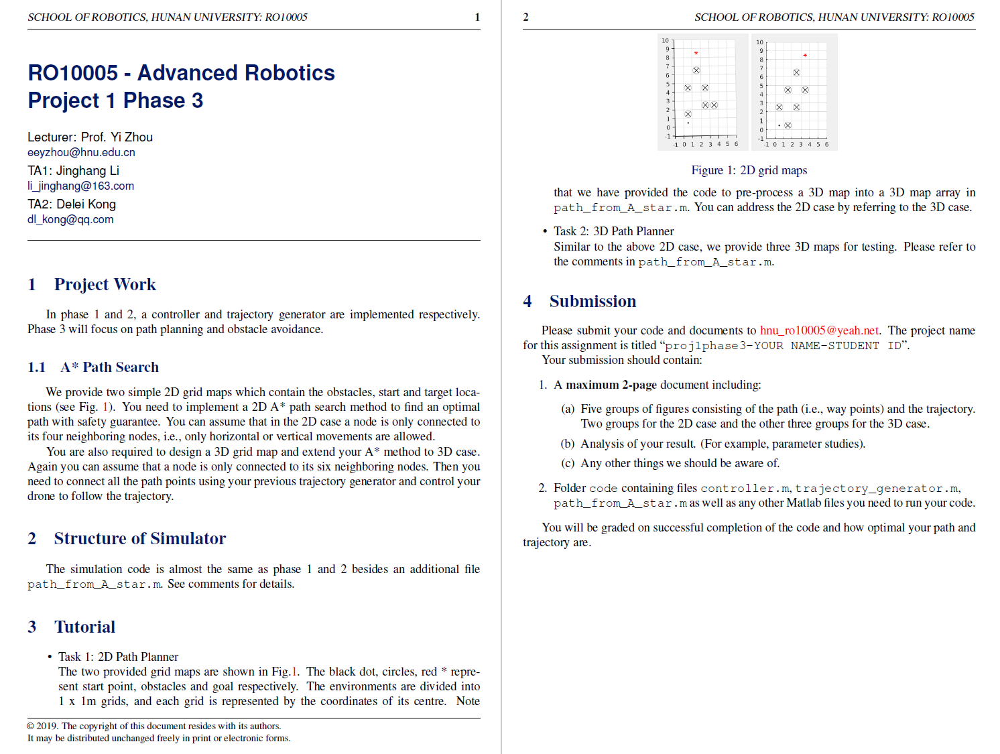 SCHOOL OF ROBOTICS, HUNAN UNIVERSITY: RO10005 1
RO10005 - Advanced Robotics
Project 1 Phase 3
Lecturer: Prof. Yi Zhou
eeyzhou@hnu.edu.cn
TA1: Jinghang Li
li_jinghang@163.com
TA2: Delei Kong
dl_kong@qq.com
1 Project Work
In phase 1 and 2, a controller and trajectory generator are implemented respectively.
Phase 3 will focus on path planning and obstacle avoidance.
1.1 A* Path Search
We provide two simple 2D grid maps which contain the obstacles, start and target loca-
tions (see Fig. 1). You need to implement a 2D A* path search method to find an optimal
path with safety guarantee. You can assume that in the 2D case a node is only connected to
its four neighboring nodes, i.e., only horizontal or vertical movements are allowed.
You are also required to design a 3D grid map and extend your A* method to 3D case.
Again you can assume that a node is only connected to its six neighboring nodes. Then you
need to connect all the path points using your previous trajectory generator and control your
drone to follow the trajectory.
2 Structure of Simulator
The simulation code is almost the same as phase 1 and 2 besides an additional file
path_from_A_star.m. See comments for details.
3 Tutorial
• Task 1: 2D Path Planner
The two provided grid maps are shown in Fig.1. The black dot, circles, red * repre-
sent start point, obstacles and goal respectively. The environments are divided into
1 x 1m grids, and each grid is represented by the coordinates of its centre. Note
© 2019. The copyright of this document resides with its authors.
It may be distributed unchanged freely in print or electronic forms.
2 SCHOOL OF ROBOTICS, HUNAN UNIVERSITY: RO10005
10
9
8
7
6
5
4
3
2
1
0
-1
-1 0 1 2 3 4 5 6
10
9
8
7
6
5
4
3
2
1
0
-1
-1 0 1 2 3 4 5 6
Figure 1: 2D grid maps
that we have provided the code to pre-process a 3D map into a 3D map array in
path_from_A_star.m. You can address the 2D case by referring to the 3D case.
• Task 2: 3D Path Planner
Similar to the above 2D case, we provide three 3D maps for testing. Please refer to
the comments in path_from_A_star.m.
4 Submission
Please submit your code and documents to hnu_ro10005@yeah.net. The project name
for this assignment is titled “proj1phase3-YOUR NAME-STUDENT ID”.
Your submission should contain:
1. A maximum 2-page document including:
(a) Five groups of figures consisting of the path (i.e., way points) and the trajectory.
Two groups for the 2D case and the other three groups for the 3D case.
(b) Analysis of your result. (For example, parameter studies).
(c) Any other things we should be aware of.
2. Folder code containing files controller.m, trajectory_generator.m,
path_from_A_star.m as well as any other Matlab files you need to run your code.
You will be graded on successful completion of the code and how optimal your path and
trajectory are.